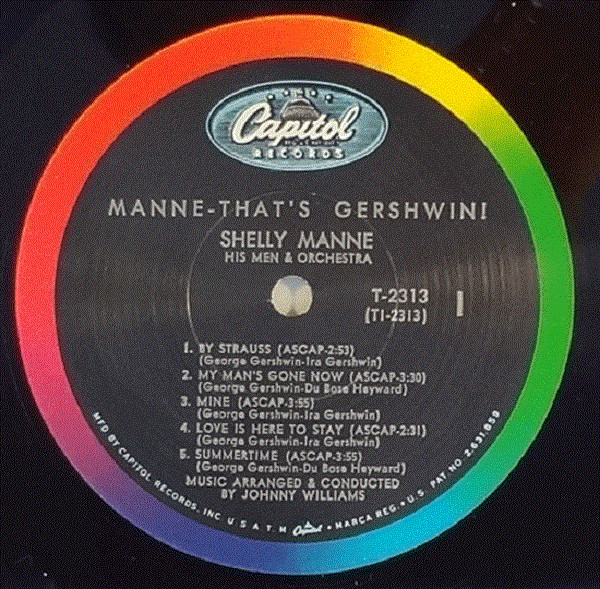 Capitol
RECORDS
MANNE-THAT'S GERSHWIN!
SHELLY MANNE
HIS MEN & ORCHESTRA
T-2313
(T1-2313)
1
1. BY STRAUSS (ASCAP-2:53)
(George Gershwin-Ira Gershwin)
2. MY MAN'S GONE NOW (ASCAP-3:30)
(George Gershwin-Du Bose Heyward)
3. MINE (ASCAP-3:55)
(George Gershwin-Ira Gershwin)
4. LOVE IS HERE TO STAY (ASCAP-2:31)
(George Gershwin-Ira Gershwin)
5. SUMMERTIME (ASCAP-3:55)
(George Gershwin-Du Bose Heyward)
MUSIC ARRANGED & CONDUCTED
BY JOHNNY WILLIAMS
MFD BY CAPITOL RECORDS, INC. U.S.A. T.M. Capitol • MARCA REG. • U.S. PAT. NO. 2,631,859